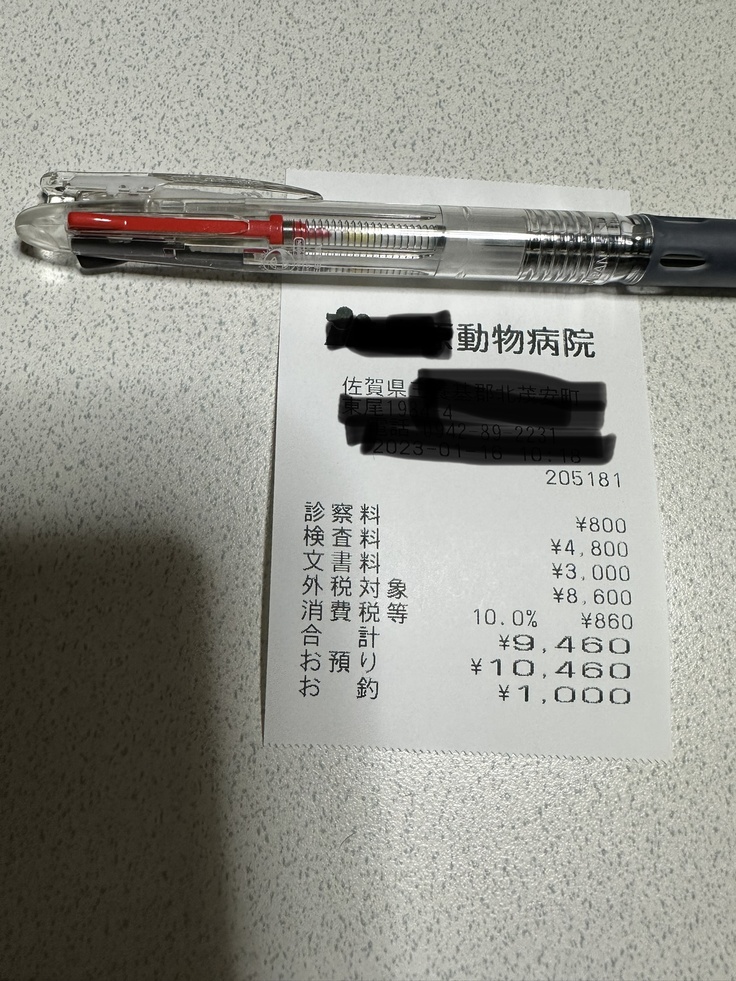 動物病院
佐賀県
205181
診察料 ¥800
検査料 ¥4,800
文書料 ¥3,000
外税対象 ¥8,600
消費税等 10.0% ¥860
合計 ¥9,460
お預り ¥10,460
お釣 ¥1,000